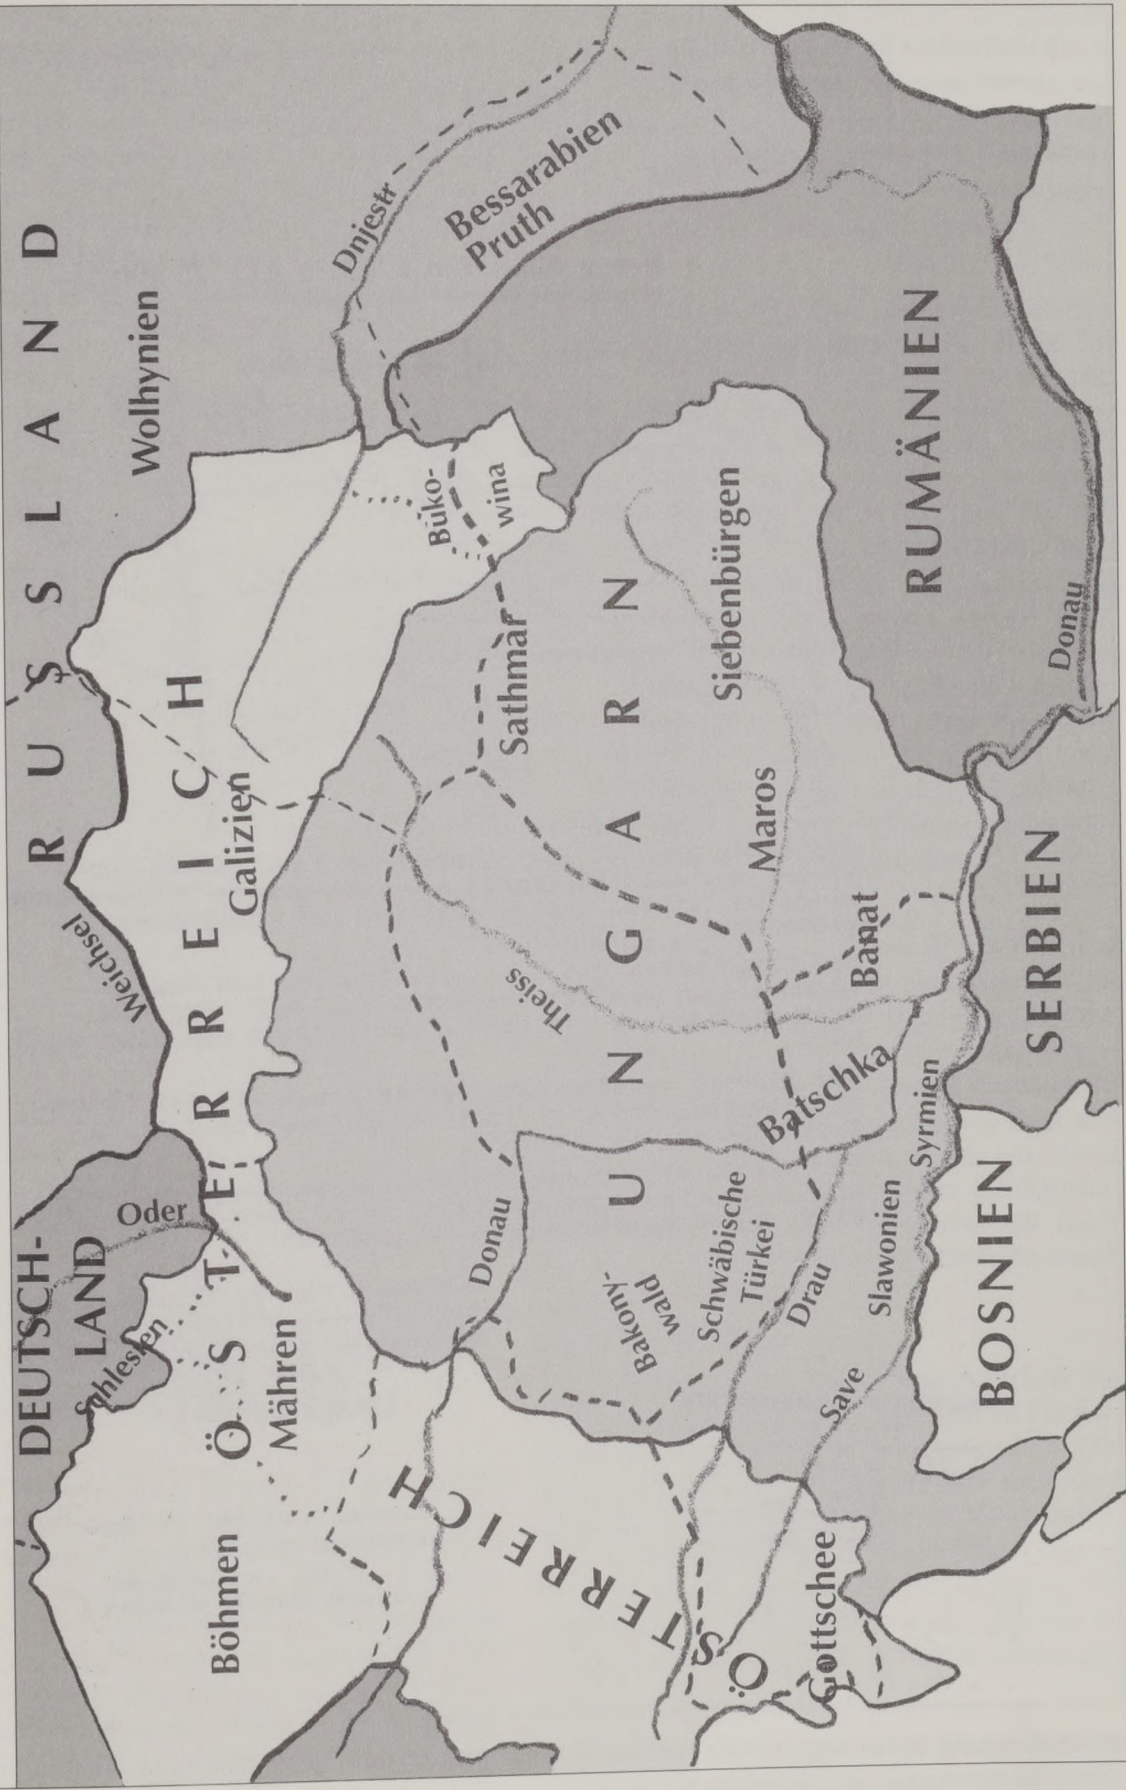 RUSSLAND
DEUTSCH-
LAND
Wolhynien
Weichsel
Oder
Schlesien
ÖSTERREICH
Galizien
Böhmen
Mähren
Dnjestr
Bessarabien
Pruth
Buko-
wina
Sathmar
Theiss
UNGARN
Siebenbürgen
Maros
Banat
Batschka
Donau
Bakony-
wald
Schwäbische
Türkei
Drau
Slawonien
Syrmien
Save
ÖSTERREICH
Gottschee
RUMÄNIEN
Donau
SERBIEN
BOSNIEN